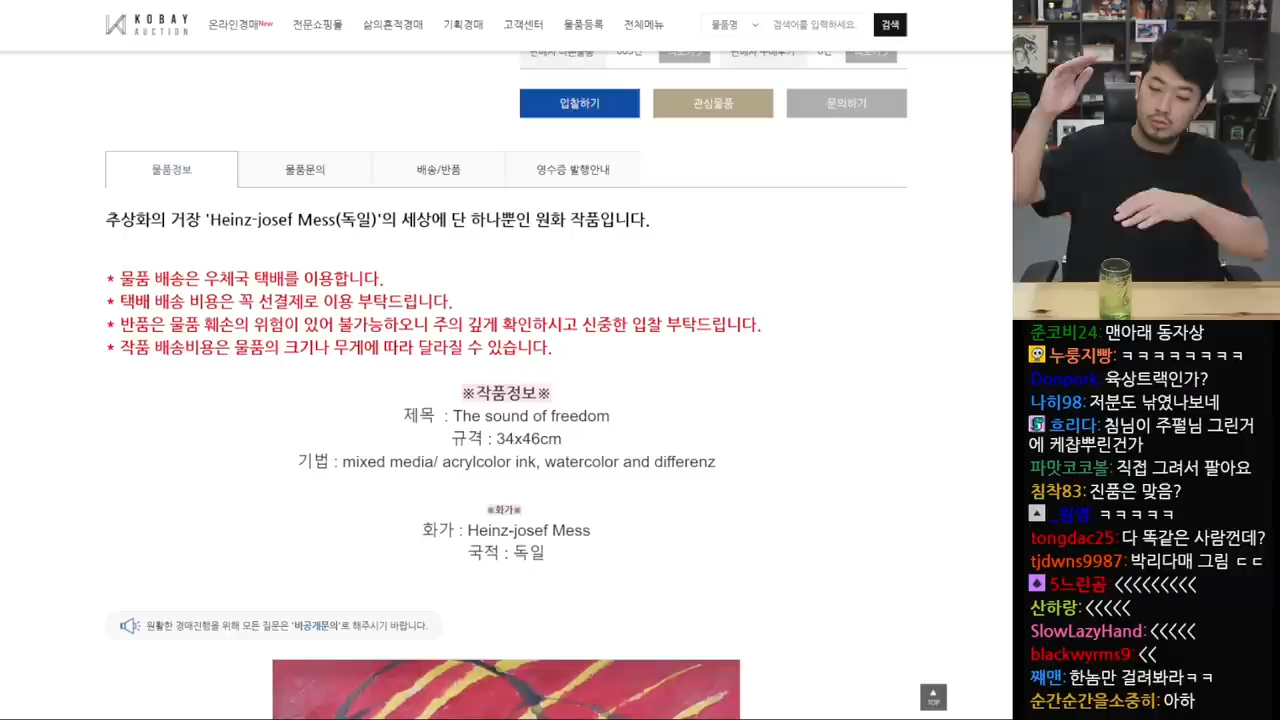 KOBAY
AUCTION
온라인경매New
전문쇼핑몰
삶의흔적경매
기획경매
고객센터
물품등록
전체메뉴
물품명
검색어를 입력하세요.
검색
입찰하기
관심물품
문의하기
물품정보
물품문의
배송/반품
영수증 발행안내
추상화의 거장 'Heinz-josef Mess(독일)'의 세상에 단 하나뿐인 원화 작품입니다.
* 물품 배송은 우체국 택배를 이용합니다.
* 택배 배송 비용은 꼭 선결제로 이용 부탁드립니다.
* 반품은 물품 훼손의 위험이 있어 불가능하오니 주의 깊게 확인하시고 신중한 입찰 부탁드립니다.
* 작품 배송비용은 물품의 크기나 무게에 따라 달라질 수 있습니다.
※작품정보※
제목 : The sound of freedom
규격 : 34x46cm
기법 : mixed media/ acrylcolor ink, watercolor and differenz
※화가※
화가 : Heinz-josef Mess
국적 : 독일
원활한 경매진행을 위해 모든 질문은 '비공개문의'로 해주시기 바랍니다.
TOP
준코비24: 맨아래 동자상
누룽지빵: ㅋㅋㅋㅋㅋㅋㅋㅋ
Donpork: 육상트랙인가?
나히98: 저분도 낚였나보네
흐리다: 침님이 주펄님 그린거
에 케챱뿌린건가
파맛코코볼: 직접 그려서 팔아요
침착83: 진품은 맞음?
_원영: ㅋㅋㅋㅋㅋ
tongdac25: 다 똑같은 사람껀데?
tjdwns9987: 박리다매 그림 ㄷㄷ
5느린곰: <<<<<<<<<
산하랑: <<<<<
SlowLazyHand: <<<<<
blackwyrms9: <<
째맨: 한놈만 걸려봐라ㅋㅋ
순간순간을소중히: 아하